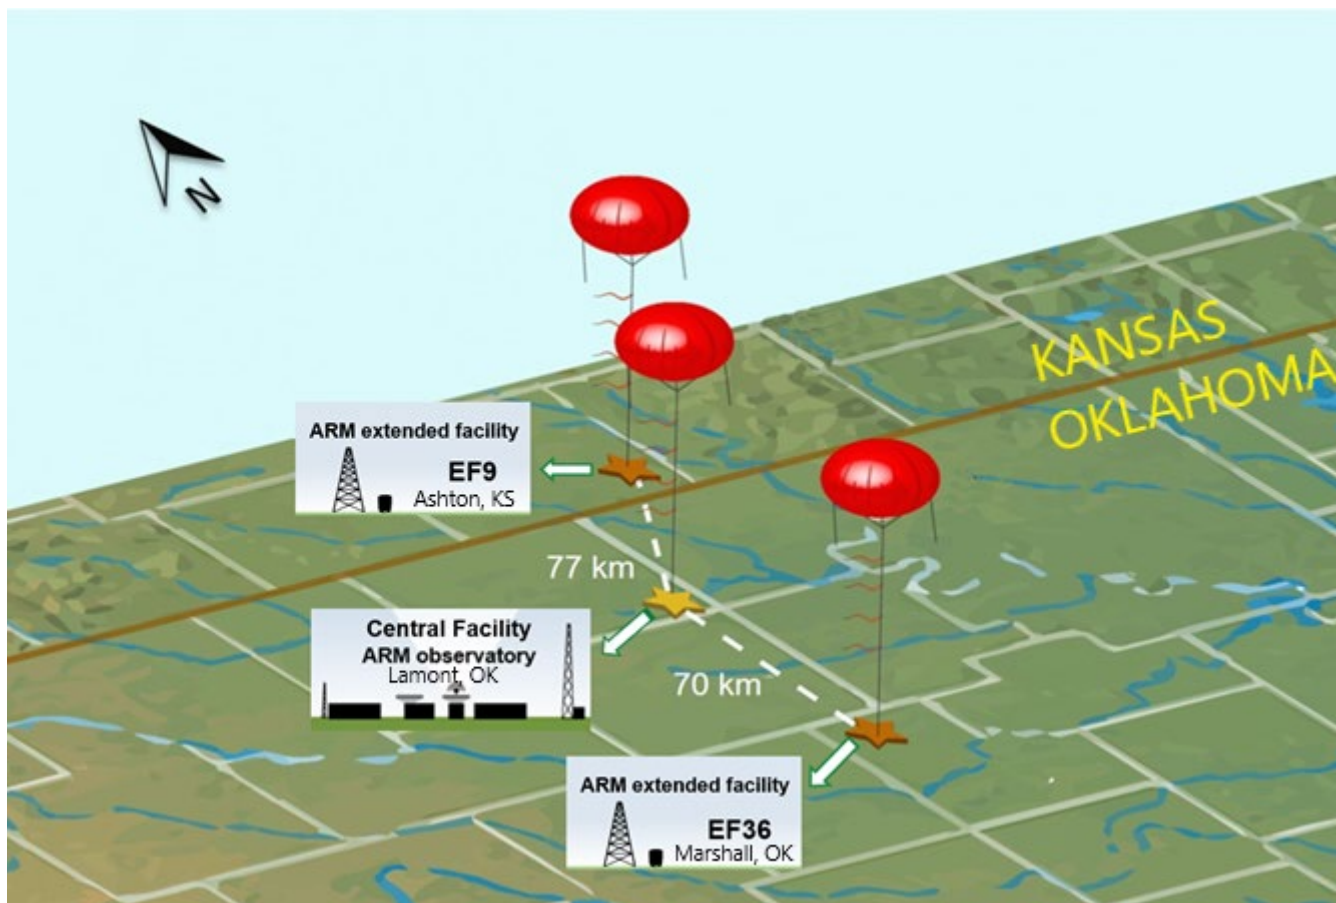 N
KANSAS
OKLAHOMA
ARM extended facility
EF9
Ashton, KS
77 km
Central Facility
ARM observatory
Lamont, OK
70 km
ARM extended facility
EF36
Marshall, OK